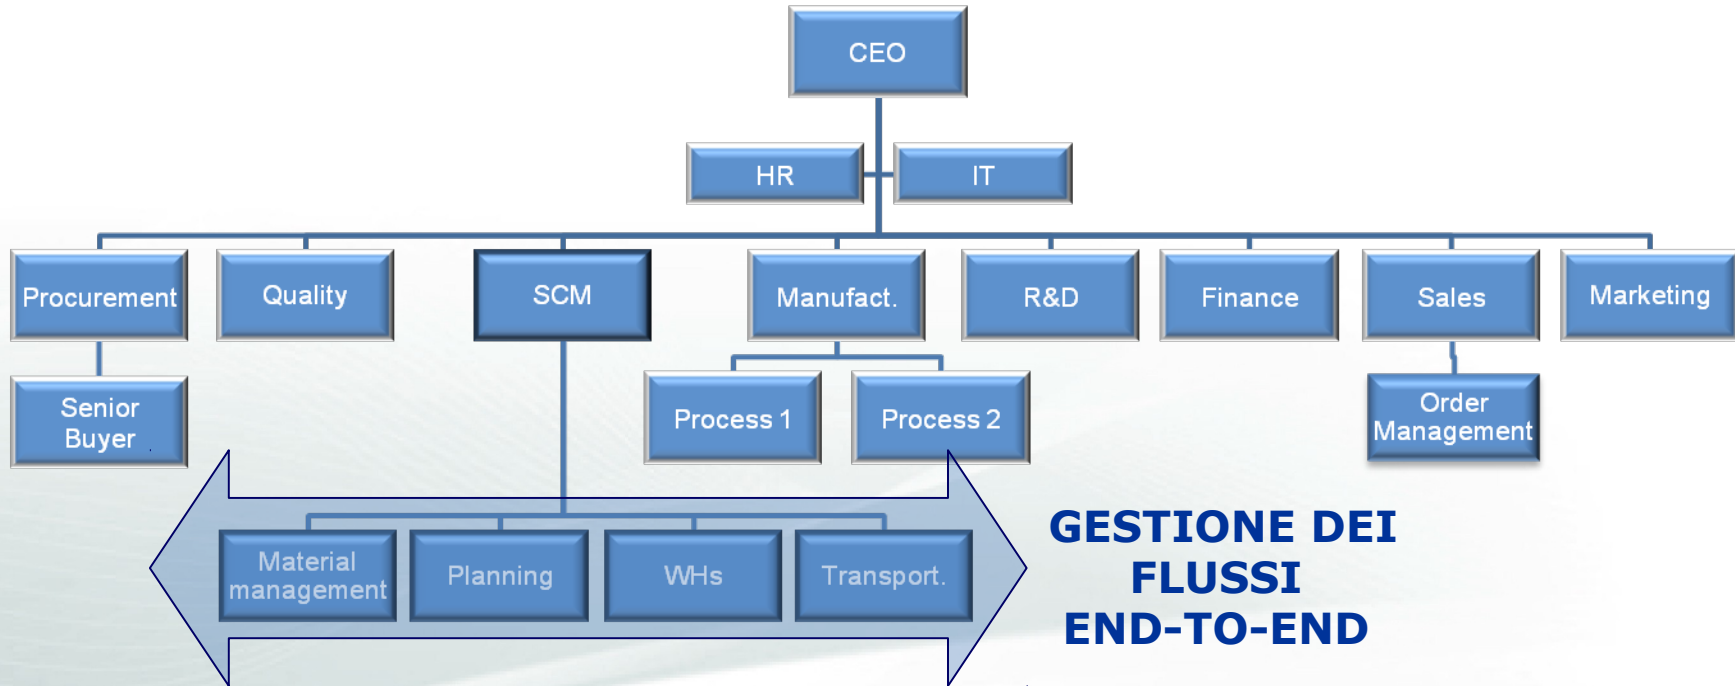 CEO
HR
IT
Procurement
Quality
SCM
Manufact.
R&D
Finance
Sales
Marketing
Senior
Buyer
Process 1
Process 2
Order
Management
Material
management
Planning
WHs
Transport.
GESTIONE DEI
FLUSSI
END-TO-END